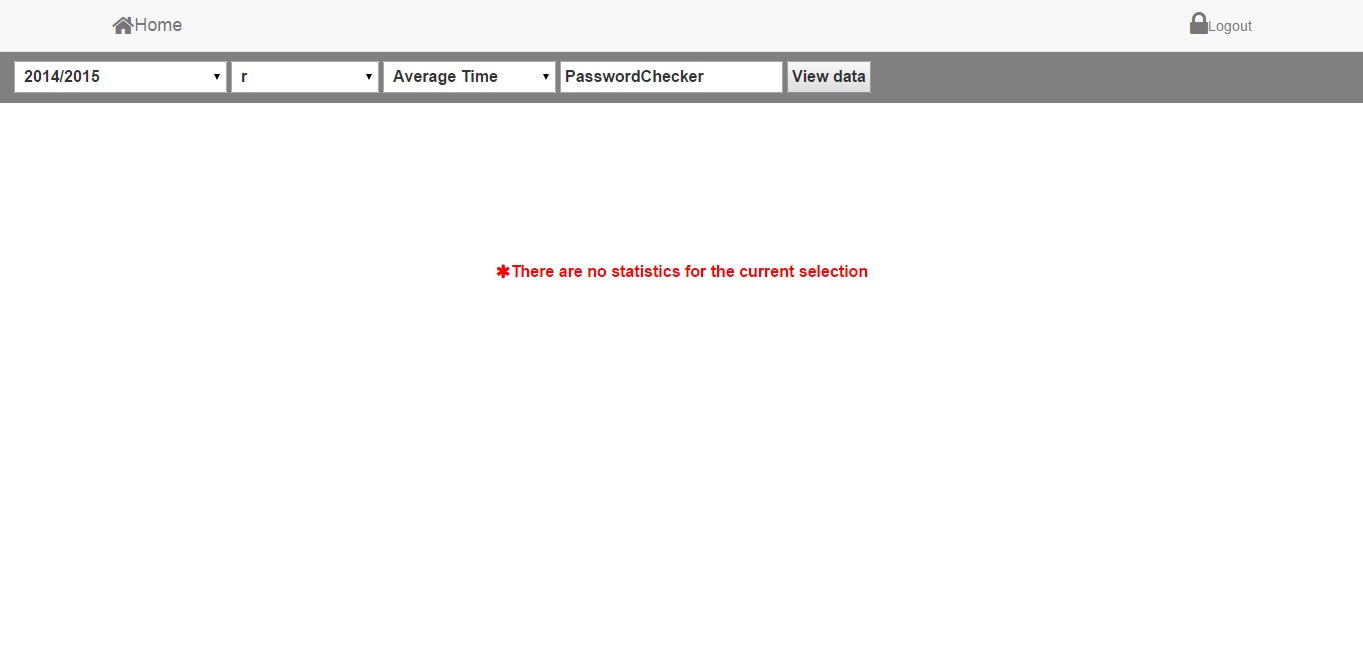 Home Logout
2014/2015 r Average Time PasswordChecker View data
✱There are no statistics for the current selection